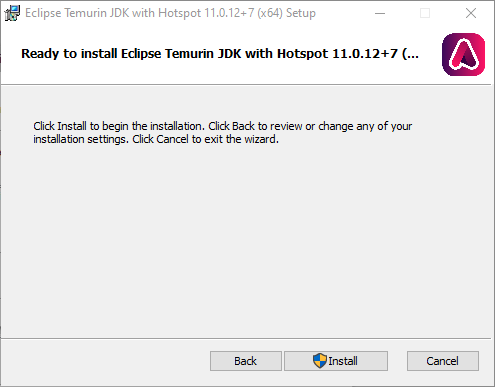 Eclipse Temurin JDK with Hotspot 11.0.12+7 (x64) Setup
Ready to install Eclipse Temurin JDK with Hotspot 11.0.12+7 (...
Click Install to begin the installation. Click Back to review or change any of your
installation settings. Click Cancel to exit the wizard.
Back
Install
Cancel